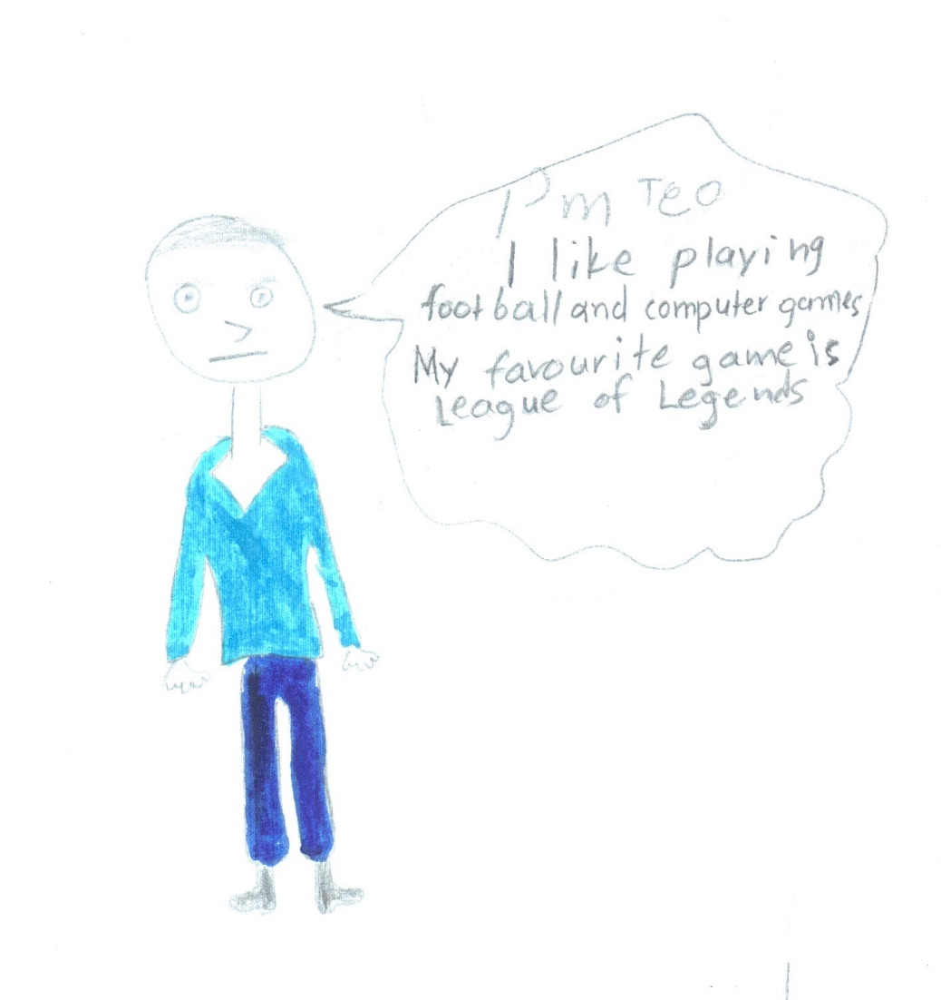 I'm Teo
I like playing
football and computer games
My favourite game is
League of Legends